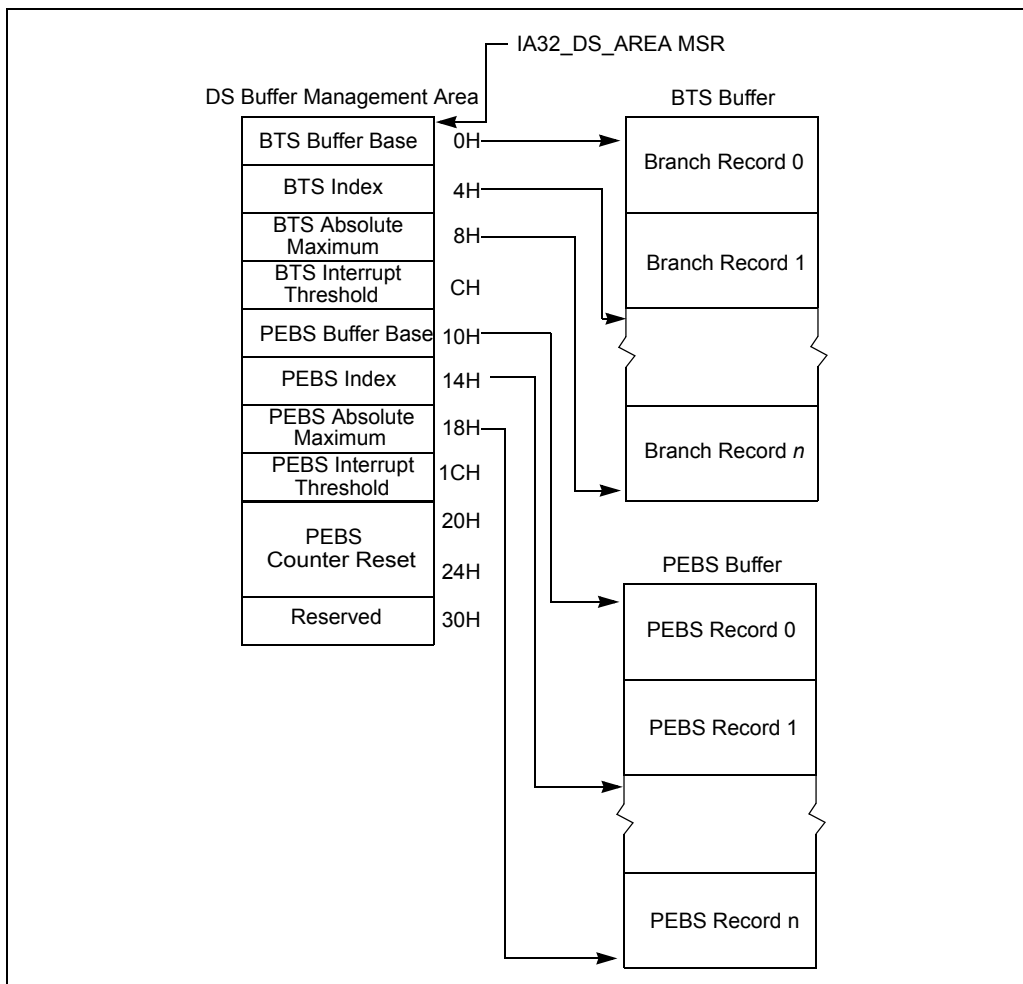 IA32_DS_AREA MSR
DS Buffer Management Area
BTS Buffer Base 0H
BTS Index 4H
BTS Absolute
Maximum 8H
BTS Interrupt
Threshold CH
PEBS Buffer Base 10H
PEBS Index 14H
PEBS Absolute
Maximum 18H
PEBS Interrupt
Threshold 1CH
20H
PEBS
Counter Reset
24H
Reserved 30H
BTS Buffer
Branch Record 0
Branch Record 1
Branch Record n
PEBS Buffer
PEBS Record 0
PEBS Record 1
PEBS Record n